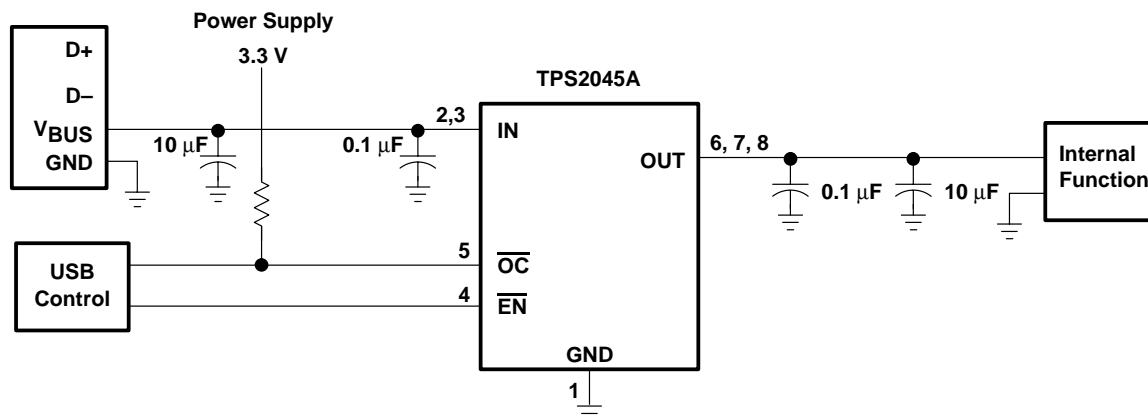 Power Supply
3.3 V
D+
D–
VBUS
GND
10 μF
0.1 μF
TPS2045A
2,3
IN
6, 7, 8
OUT
0.1 μF
10 μF
Internal
Function
USB
Control
5
OC
4
EN
GND
1